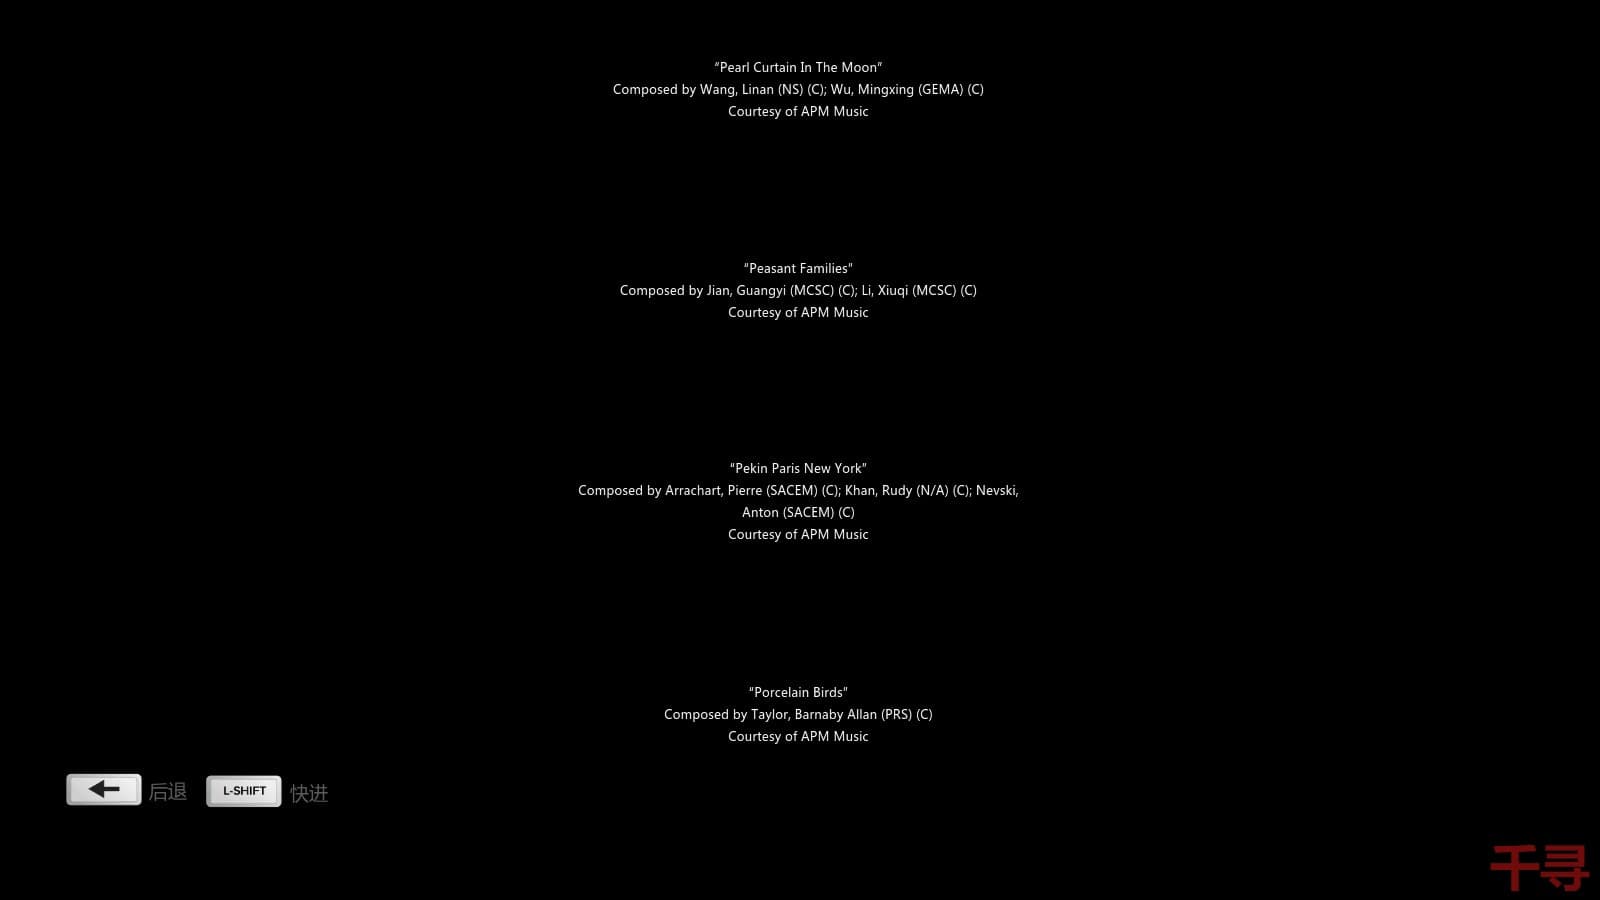 “Pearl Curtain In The Moon”
Composed by Wang, Linan (NS) (C); Wu, Mingxing (GEMA) (C)
Courtesy of APM Music
“Peasant Families”
Composed by Jian, Guangyi (MCSC) (C); Li, Xiuqi (MCSC) (C)
Courtesy of APM Music
“Pekin Paris New York”
Composed by Arrachart, Pierre (SACEM) (C); Khan, Rudy (N/A) (C); Nevski,
Anton (SACEM) (C)
Courtesy of APM Music
“Porcelain Birds”
Composed by Taylor, Barnaby Allan (PRS) (C)
Courtesy of APM Music
后退 L-SHIFT 快进
千寻